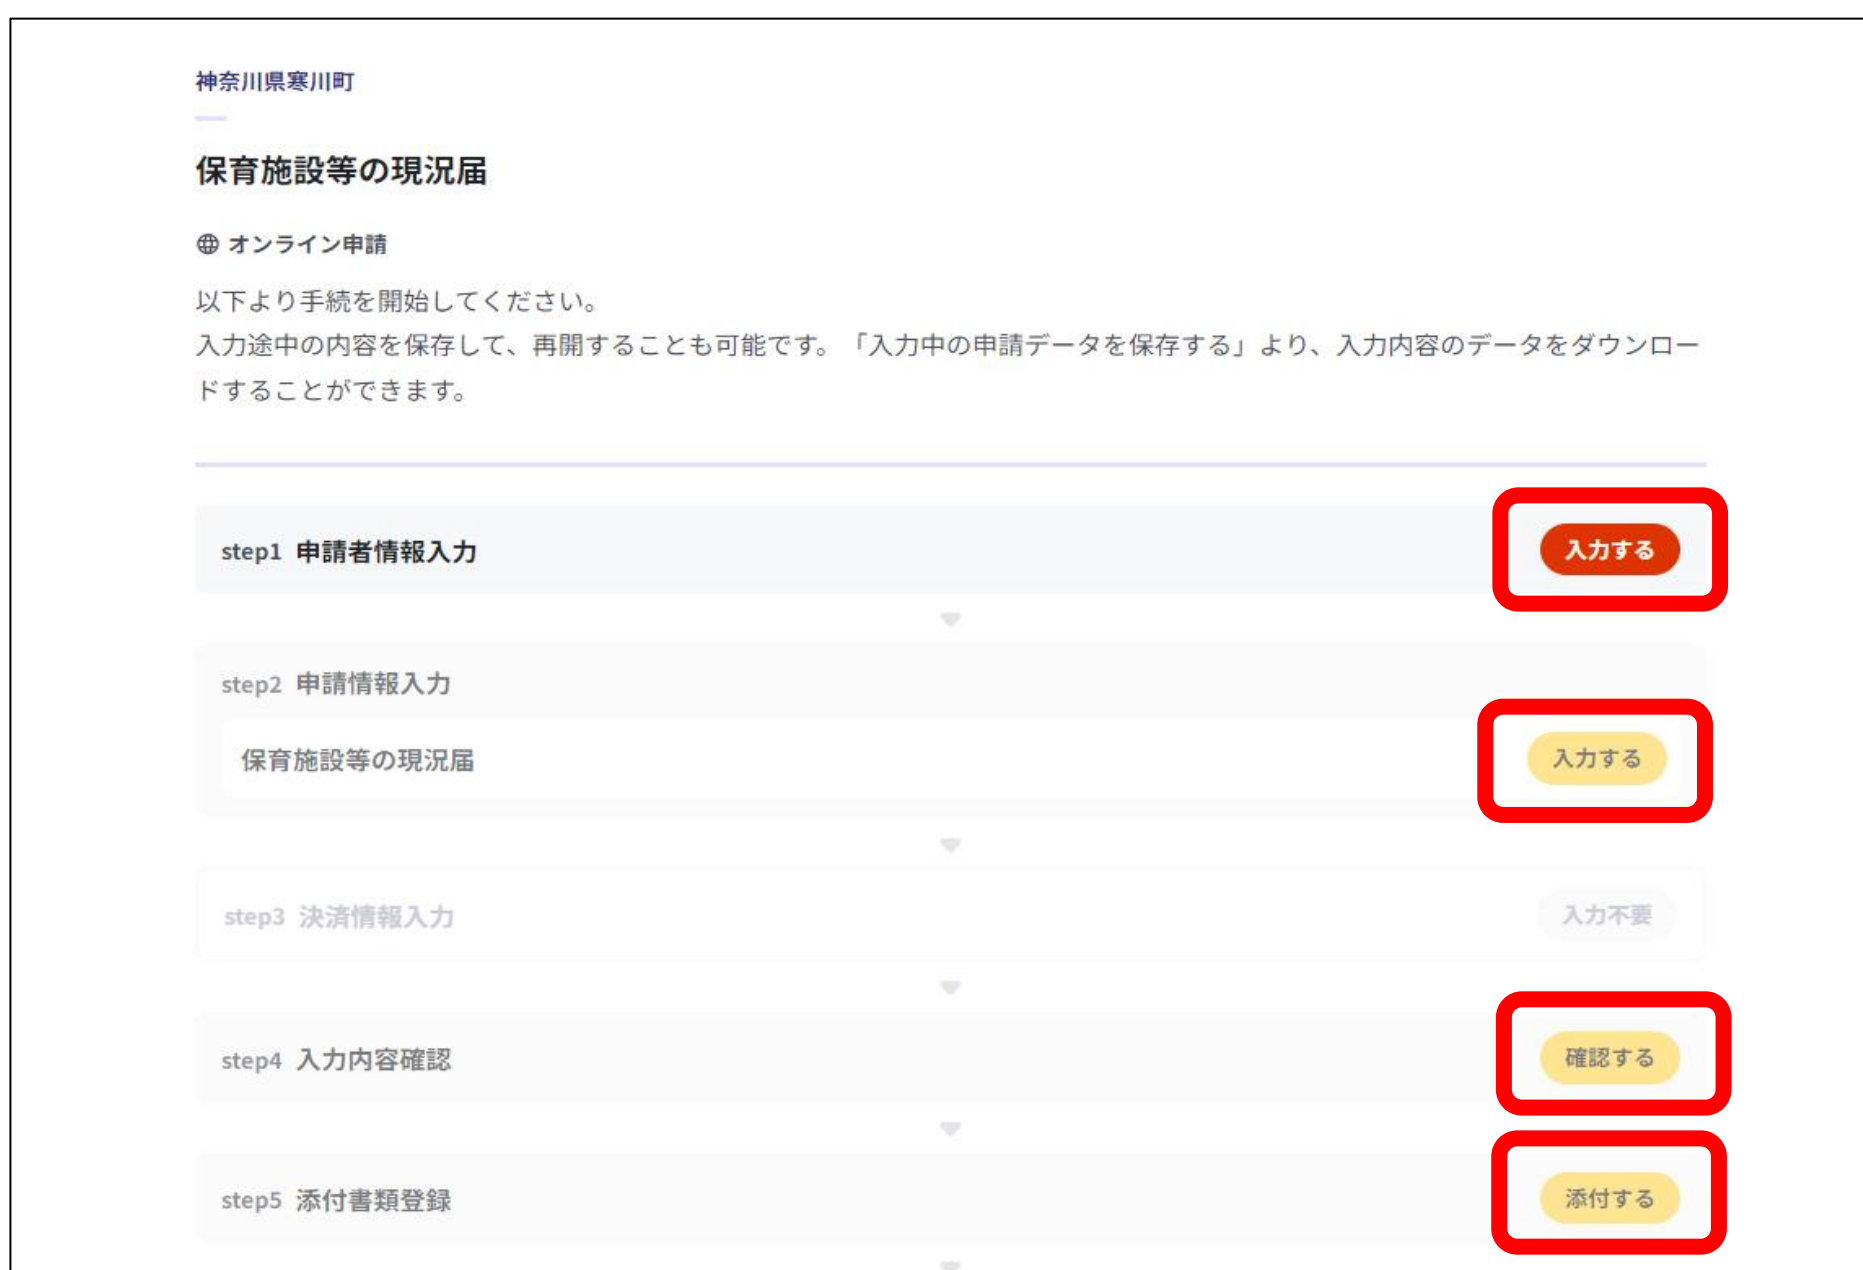 神奈川県寒川町
保育施設等の現況届
オンライン申請
以下より手続を開始してください。
入力途中の内容を保存して、再開することも可能です。「入力中の申請データを保存する」より、入力内容のデータをダウンロー
ドすることができます。
step1 申請者情報入力 入力する
step2 申請情報入力
保育施設等の現況届 入力する
step3 決済情報入力 入力不要
step4 入力内容確認 確認する
step5 添付書類登録 添付する